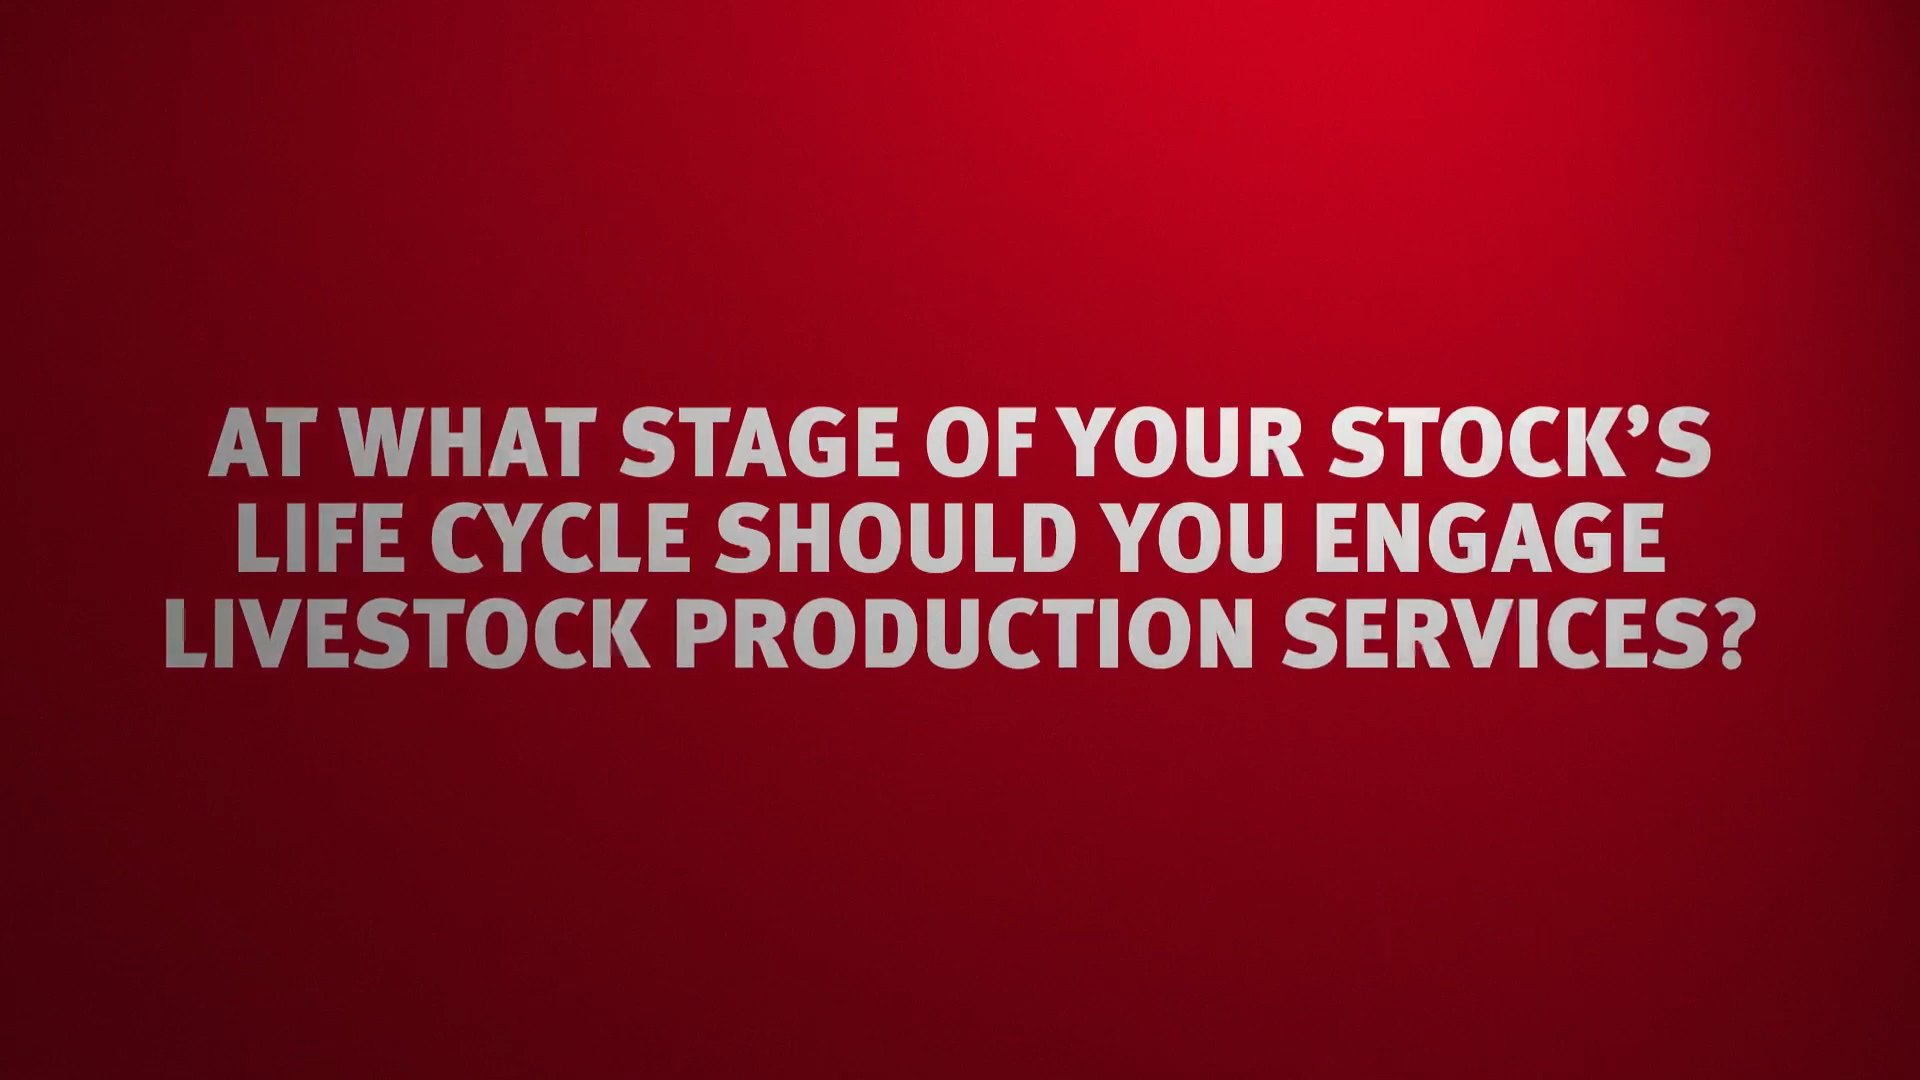 AT WHAT STAGE OF YOUR STOCK’S
LIFE CYCLE SHOULD YOU ENGAGE
LIVESTOCK PRODUCTION SERVICES?